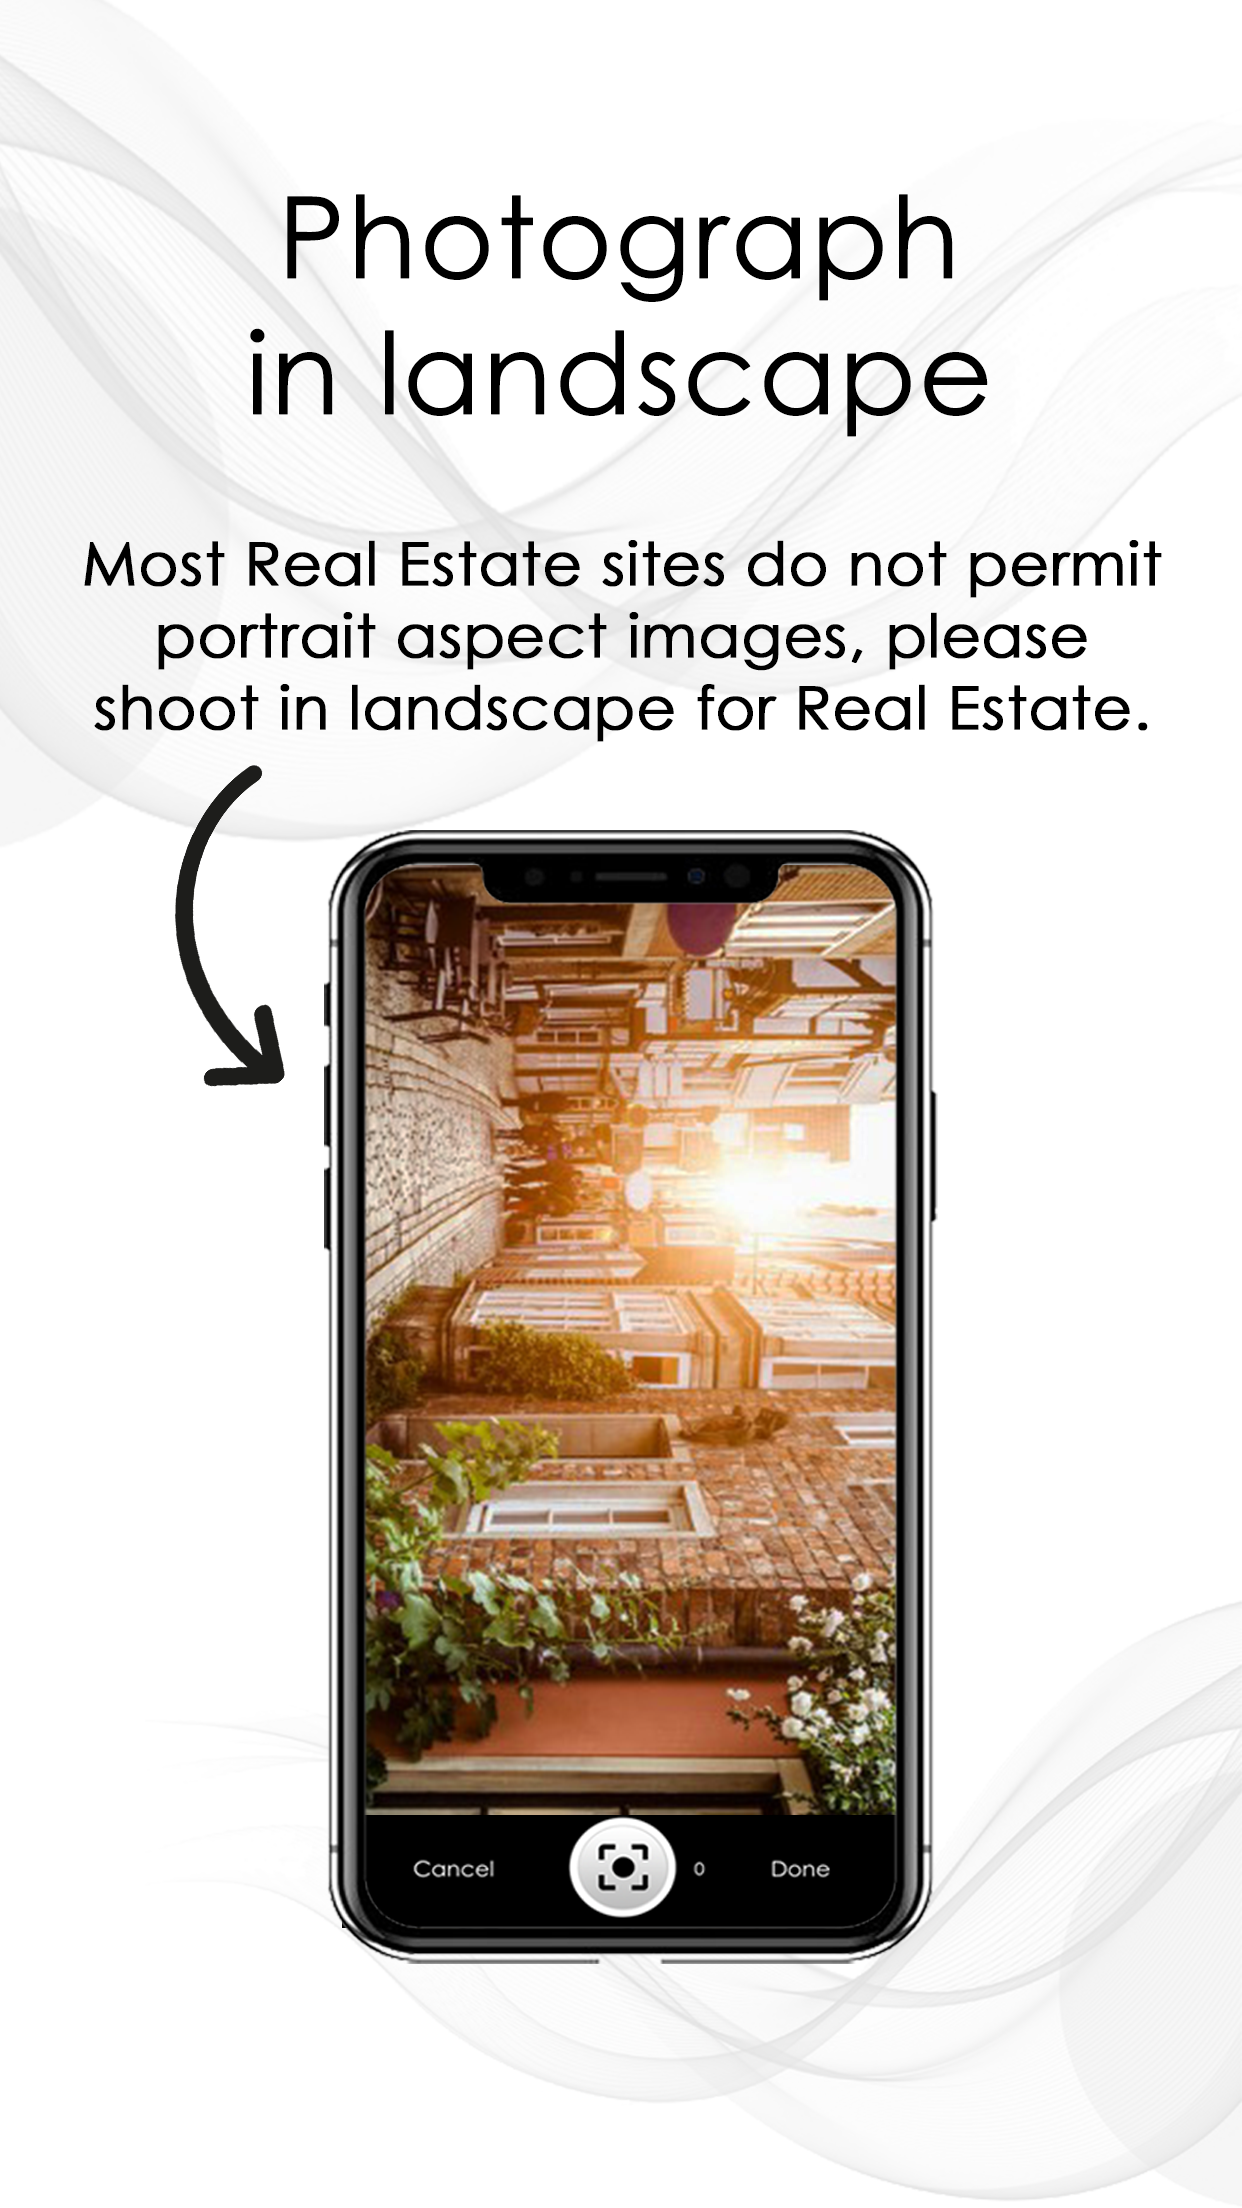 Photograph
in landscape
Most Real Estate sites do not permit
portrait aspect images, please
shoot in landscape for Real Estate.
Cancel 0 Done